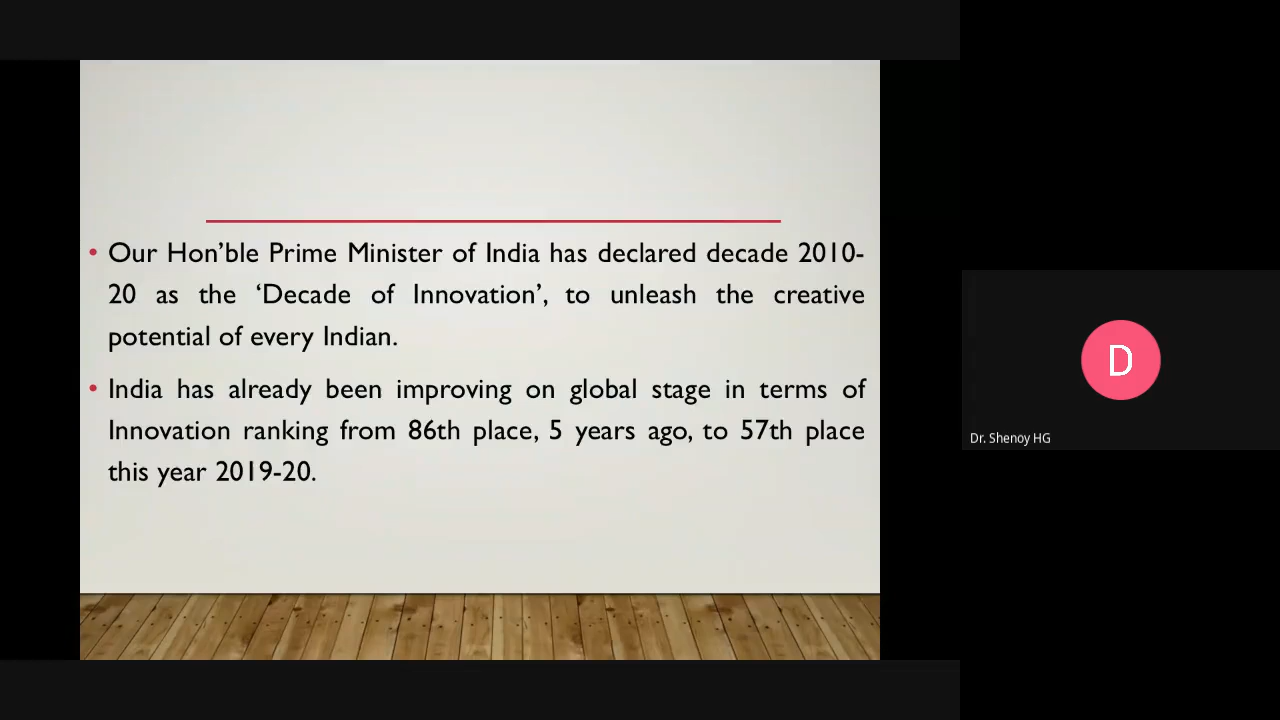 • Our Hon’ble Prime Minister of India has declared decade 2010-
20 as the ‘Decade of Innovation’, to unleash the creative
potential of every Indian.
• India has already been improving on global stage in terms of
Innovation ranking from 86th place, 5 years ago, to 57th place
this year 2019-20.
D
Dr. Shenoy HG